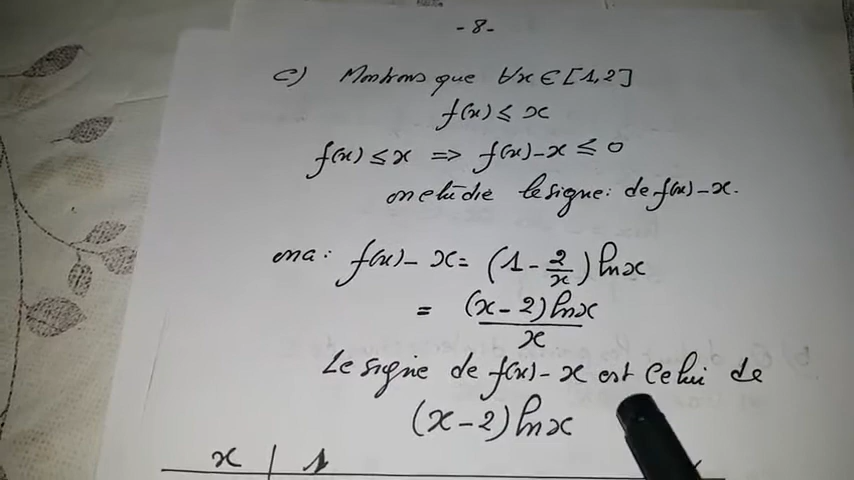 -8-
c) Montrons que ∀x ∈ [1,2]
f(x) ≤ x
f(x) ≤ x ⇒ f(x) - x ≤ 0
on etudie le signe: de f(x) - x.
on a: f(x) - x = (1 - 2/x) ln x
= (x - 2) ln x / x
Le signe de f(x) - x est celui de
(x - 2) ln x
x | 1